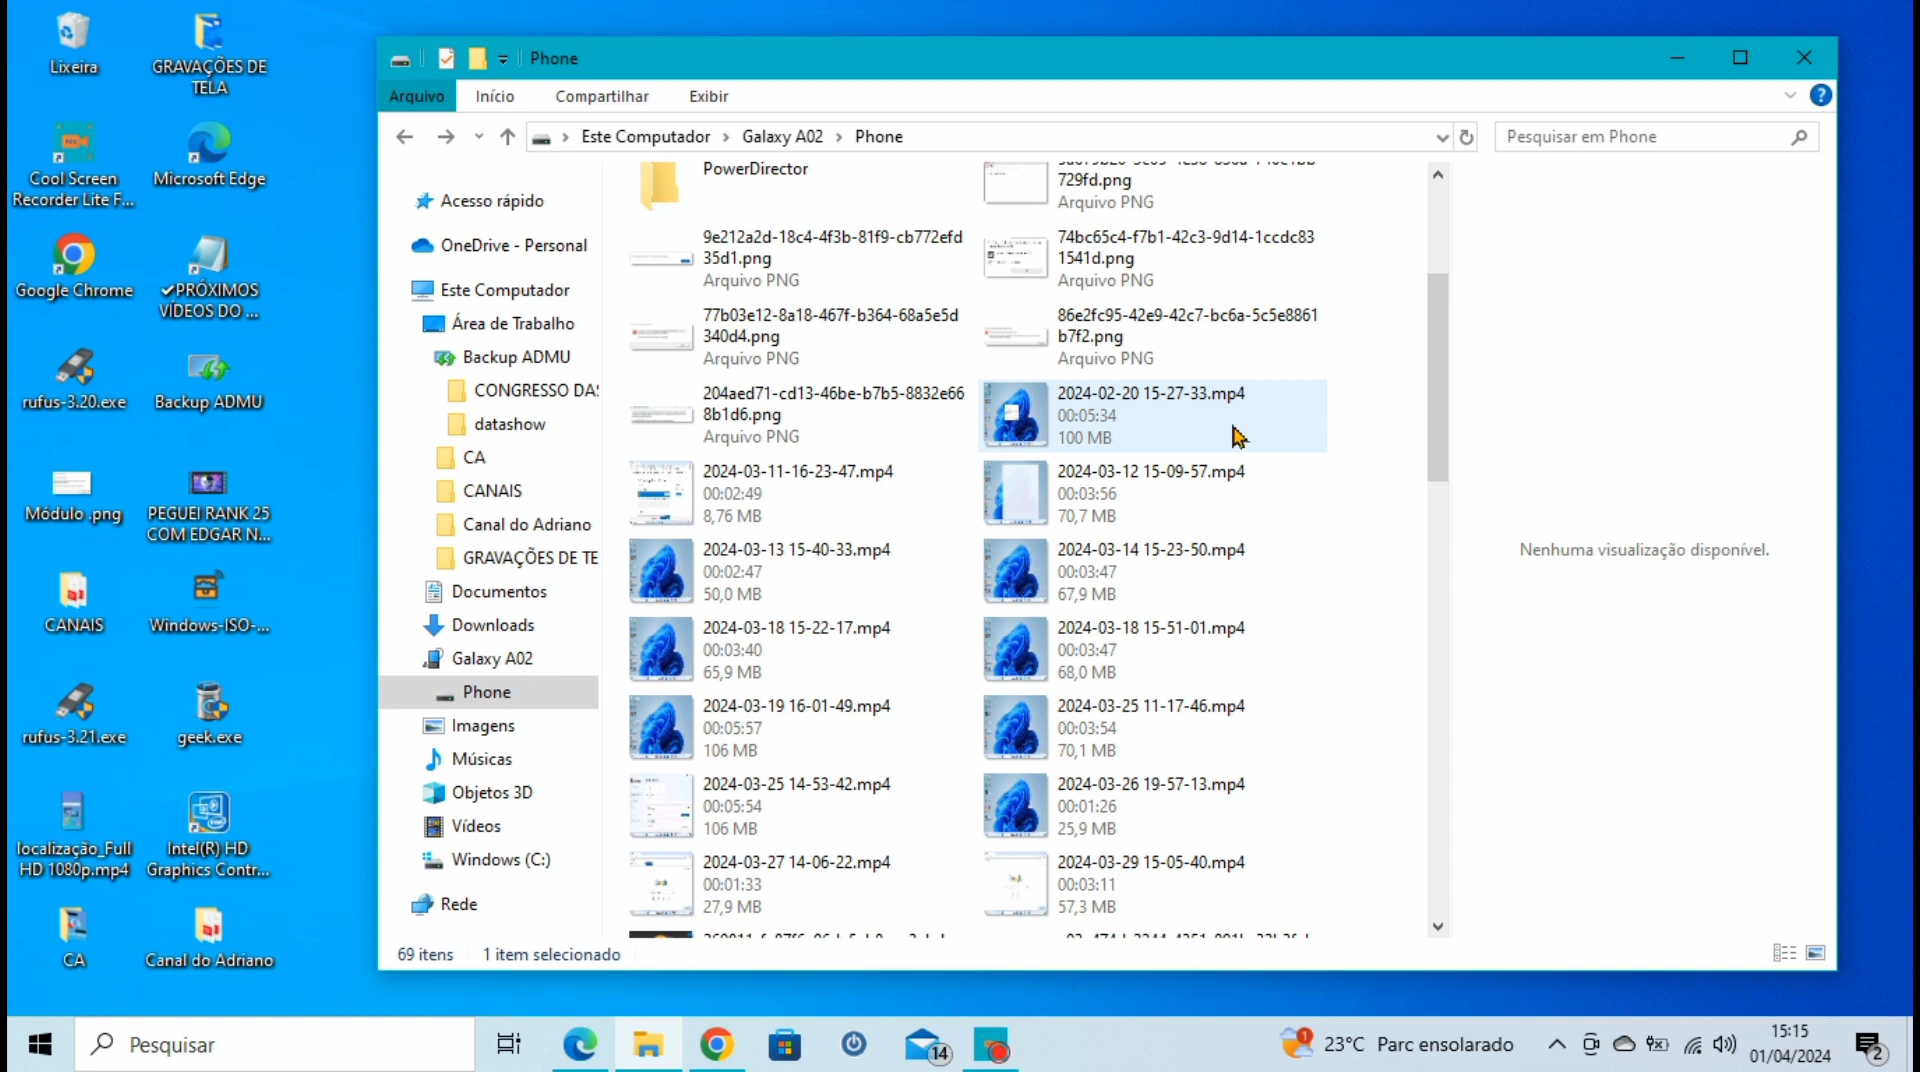 Lixeira
GRAVAÇÕES DE
TELA
Cool Screen
Recorder Lite F...
Microsoft Edge
Google Chrome
✔PRÓXIMOS
VÍDEOS DO ...
rufus-3.20.exe
Backup ADMU
Módulo .png
PEGUEI RANK 25
COM EDGAR N...
CANAIS
Windows-ISO-...
rufus-3.21.exe
geek.exe
localização_Full
HD 1080p.mp4
Intel(R) HD
Graphics Contr...
CA
Canal do Adriano
Phone
Arquivo
Início
Compartilhar
Exibir
Este Computador > Galaxy A02 > Phone
Pesquisar em Phone
Acesso rápido
OneDrive - Personal
Este Computador
Área de Trabalho
Backup ADMU
CONGRESSO DAS
datashow
CA
CANAIS
Canal do Adriano
GRAVAÇÕES DE TE
Documentos
Downloads
Galaxy A02
Phone
Imagens
Músicas
Objetos 3D
Vídeos
Windows (C:)
Rede
PowerDirector
729fd.png
Arquivo PNG
9e212a2d-18c4-4f3b-81f9-cb772efd
35d1.png
Arquivo PNG
74bc65c4-f7b1-42c3-9d14-1ccdc83
1541d.png
Arquivo PNG
77b03e12-8a18-467f-b364-68a5e5d
340d4.png
Arquivo PNG
86e2fc95-42e9-42c7-bc6a-5c5e8861
b7f2.png
Arquivo PNG
204aed71-cd13-46be-b7b5-8832e66
8b1d6.png
Arquivo PNG
2024-02-20 15-27-33.mp4
00:05:34
100 MB
2024-03-11-16-23-47.mp4
00:02:49
8,76 MB
2024-03-12 15-09-57.mp4
00:03:56
70,7 MB
2024-03-13 15-40-33.mp4
00:02:47
50,0 MB
2024-03-14 15-23-50.mp4
00:03:47
67,9 MB
2024-03-18 15-22-17.mp4
00:03:40
65,9 MB
2024-03-18 15-51-01.mp4
00:03:47
68,0 MB
2024-03-19 16-01-49.mp4
00:05:57
106 MB
2024-03-25 11-17-46.mp4
00:03:54
70,1 MB
2024-03-25 14-53-42.mp4
00:05:54
106 MB
2024-03-26 19-57-13.mp4
00:01:26
25,9 MB
2024-03-27 14-06-22.mp4
00:01:33
27,9 MB
2024-03-29 15-05-40.mp4
00:03:11
57,3 MB
Nenhuma visualização disponível.
69 itens
1 item selecionado
Pesquisar
14
1
23°C Parc ensolarado
15:15
01/04/2024
2